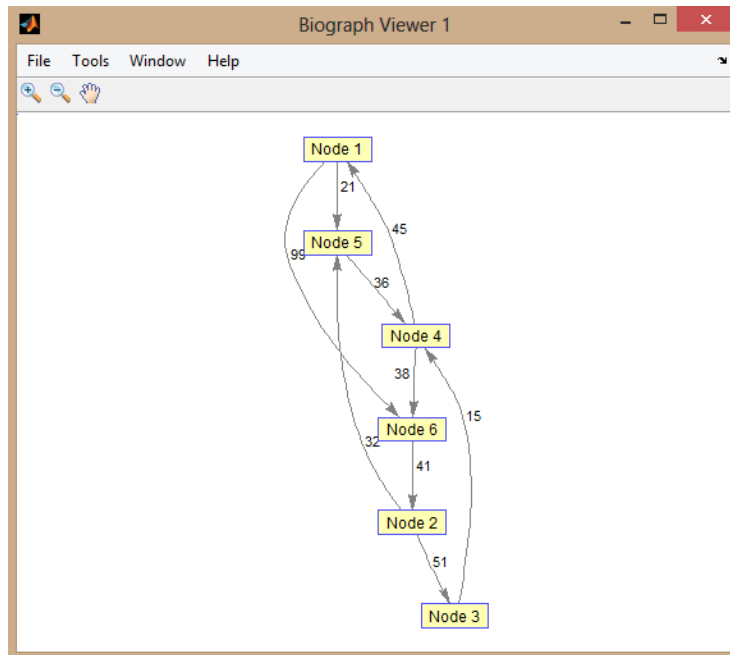 Biograph Viewer 1
File Tools Window Help
Node 1
21
45
Node 5
99
36
Node 4
38
15
Node 6
32
41
Node 2
51
Node 3